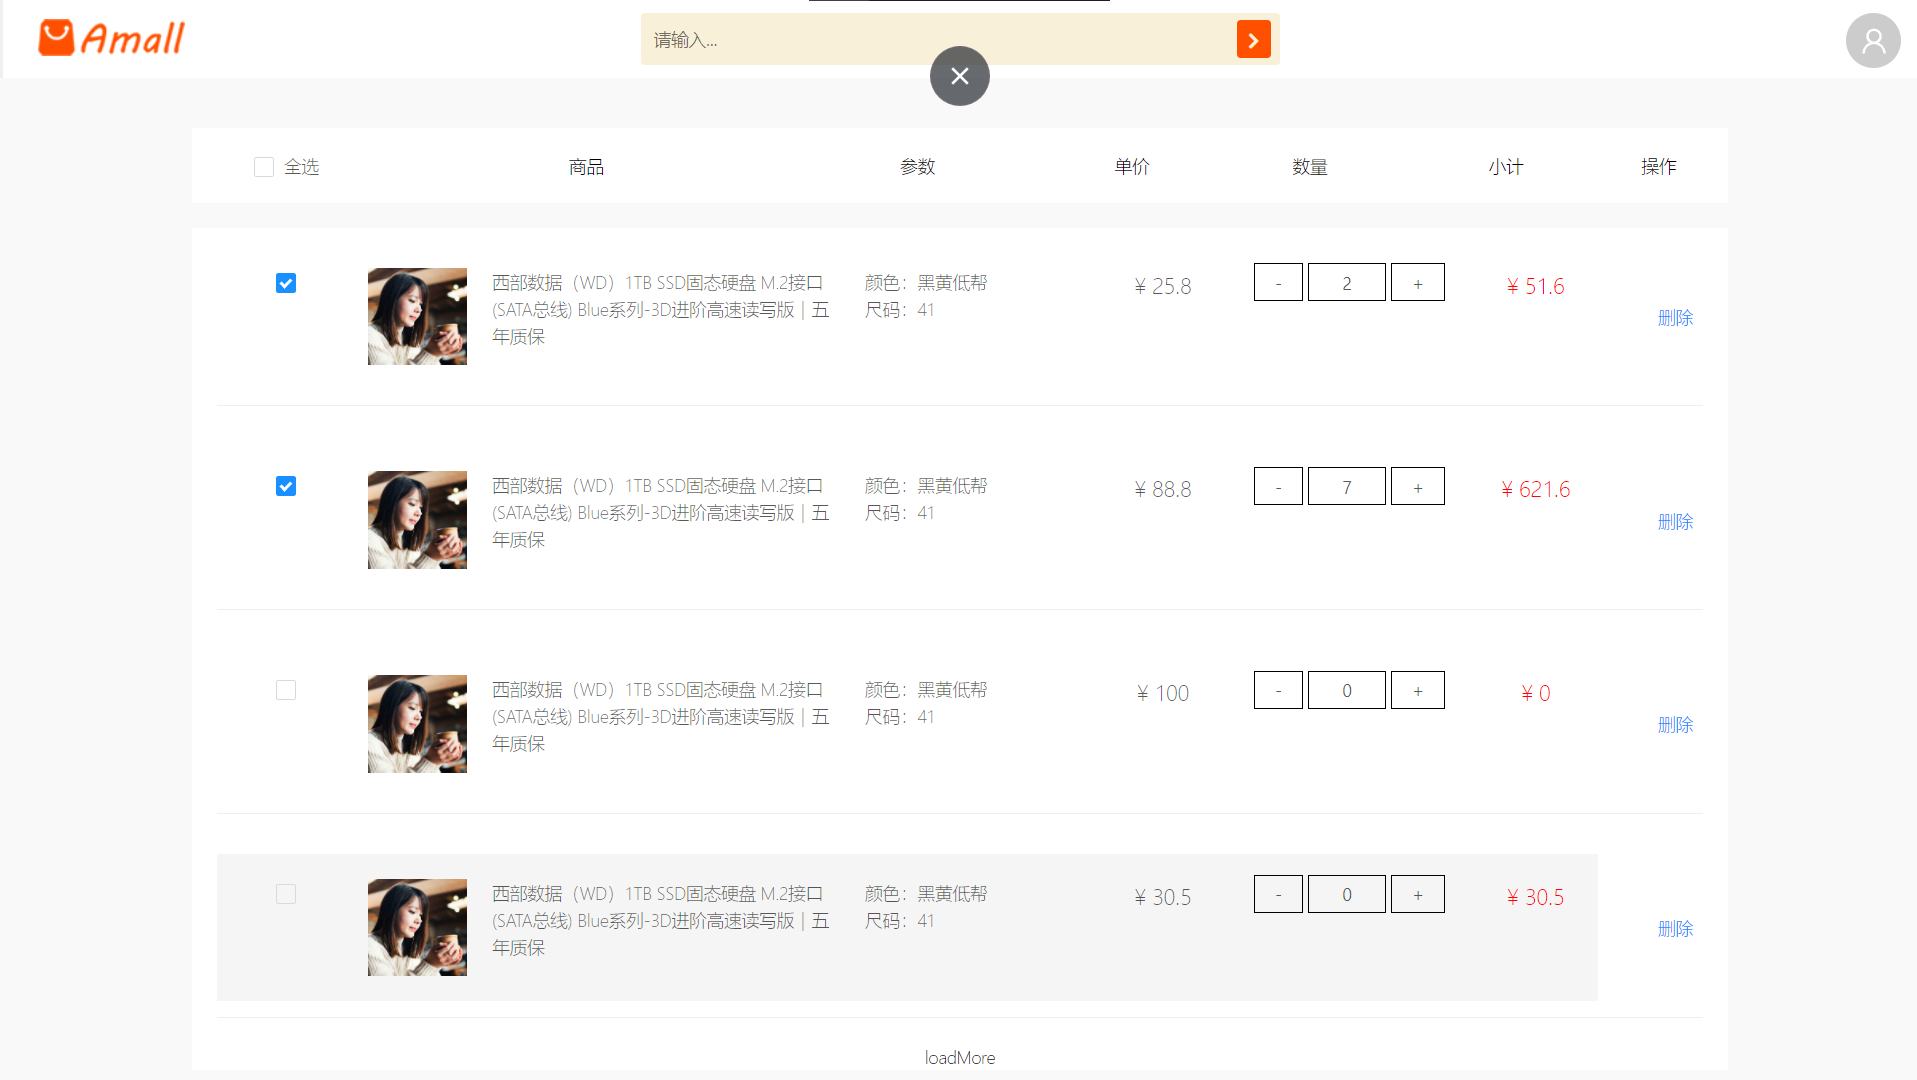 Amall
请输入...
全选 商品 参数 单价 数量 小计 操作
西部数据（WD）1TB SSD固态硬盘 M.2接口 颜色：黑黄低帮 ¥ 25.8 - 2 + ¥ 51.6
(SATA总线) Blue系列-3D进阶高速读写版｜五 尺码：41 删除
年质保
西部数据（WD）1TB SSD固态硬盘 M.2接口 颜色：黑黄低帮 ¥ 88.8 - 7 + ¥ 621.6
(SATA总线) Blue系列-3D进阶高速读写版｜五 尺码：41 删除
年质保
西部数据（WD）1TB SSD固态硬盘 M.2接口 颜色：黑黄低帮 ¥ 100 - 0 + ¥ 0
(SATA总线) Blue系列-3D进阶高速读写版｜五 尺码：41 删除
年质保
西部数据（WD）1TB SSD固态硬盘 M.2接口 颜色：黑黄低帮 ¥ 30.5 - 0 + ¥ 30.5
(SATA总线) Blue系列-3D进阶高速读写版｜五 尺码：41 删除
年质保
loadMore